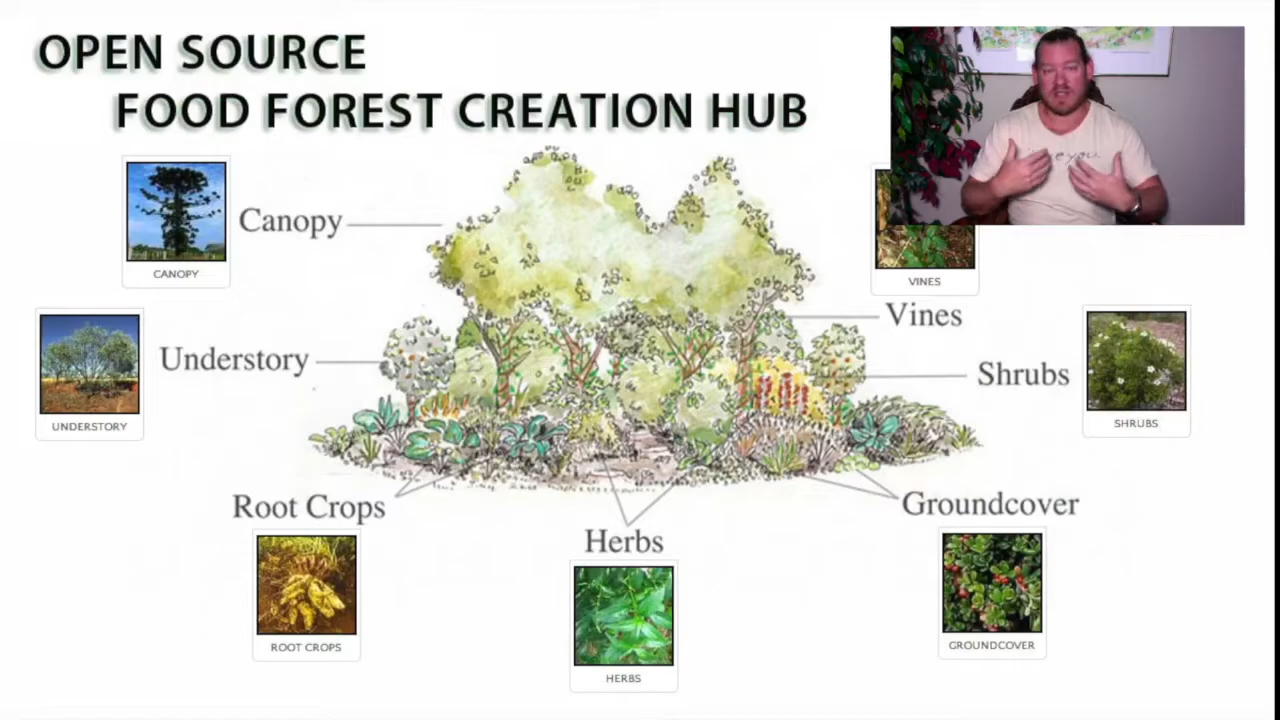 OPEN SOURCE
FOOD FOREST CREATION HUB
Canopy
CANOPY
VINES
Vines
Understory
UNDERSTORY
Shrubs
SHRUBS
Root Crops
ROOT CROPS
Herbs
HERBS
Groundcover
GROUNDCOVER